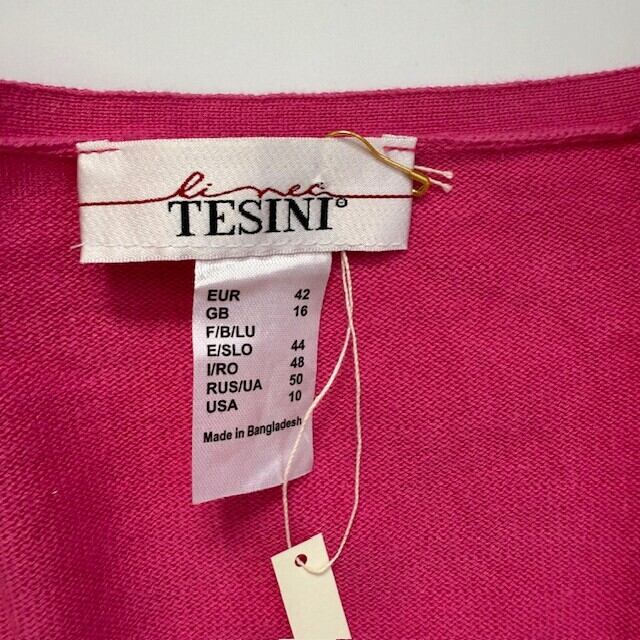 linea
TESINI®
EUR 42
GB 16
F/B/LU
E/SLO 44
I/RO 48
RUS/UA 50
USA 10
Made in Bangladesh